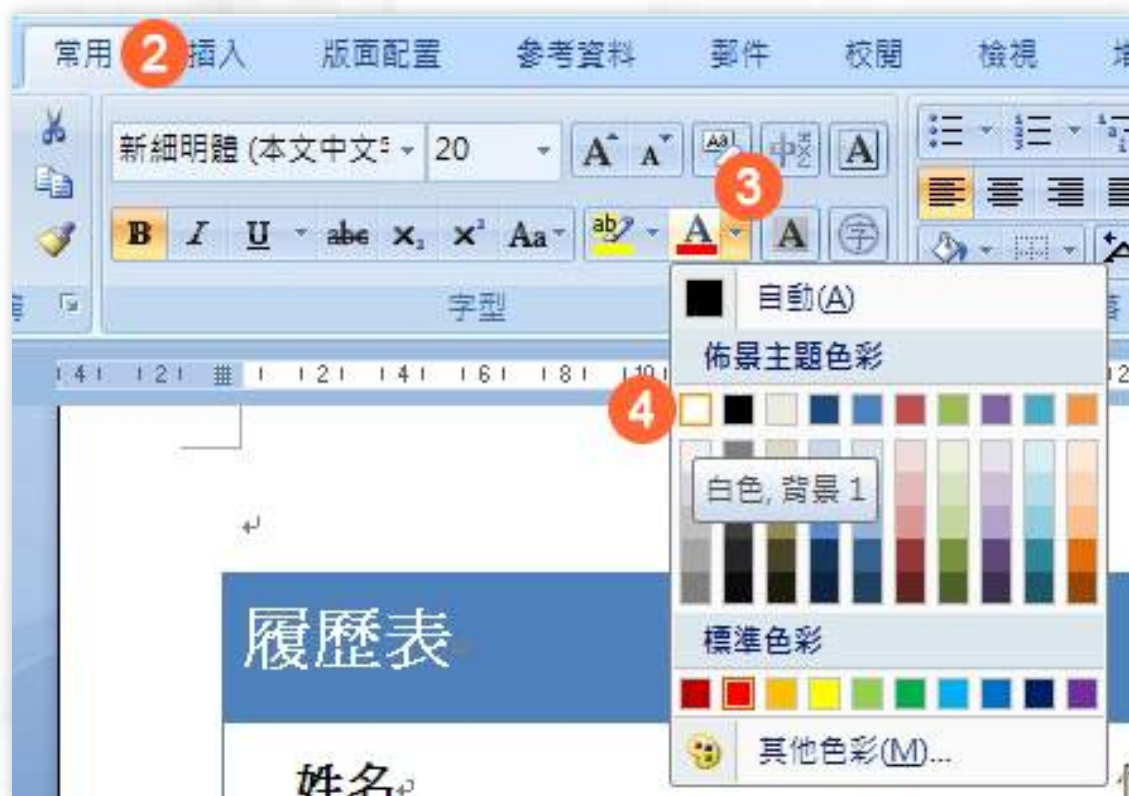 常用 2 插入 版面配置 參考資料 郵件 校閱 檢視
新細明體 (本文中文 20 A A Aa 中 A
3
B I U abc x₂ x² Aa ab A A 字
字型
自動(A)
佈景主題色彩
4
白色, 背景 1
履歷表
標準色彩
其他色彩(M)...
姓名